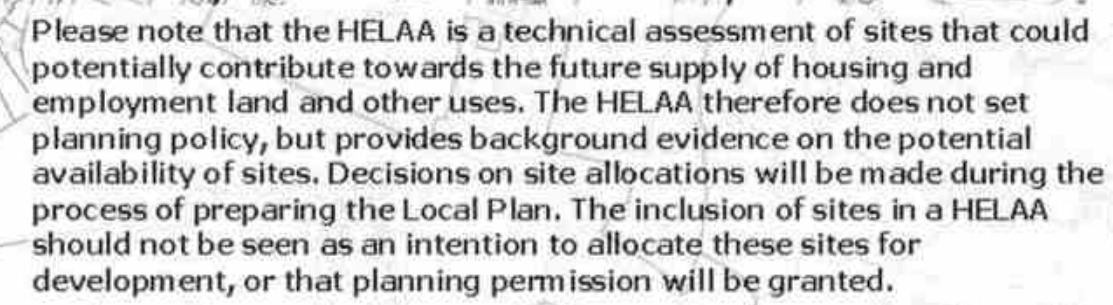 Please note that the HELAA is a technical assessment of sites that could
potentially contribute towards the future supply of housing and
employment land and other uses. The HELAA therefore does not set
planning policy, but provides background evidence on the potential
availability of sites. Decisions on site allocations will be made during the
process of preparing the Local Plan. The inclusion of sites in a HELAA
should not be seen as an intention to allocate these sites for
development, or that planning permission will be granted.